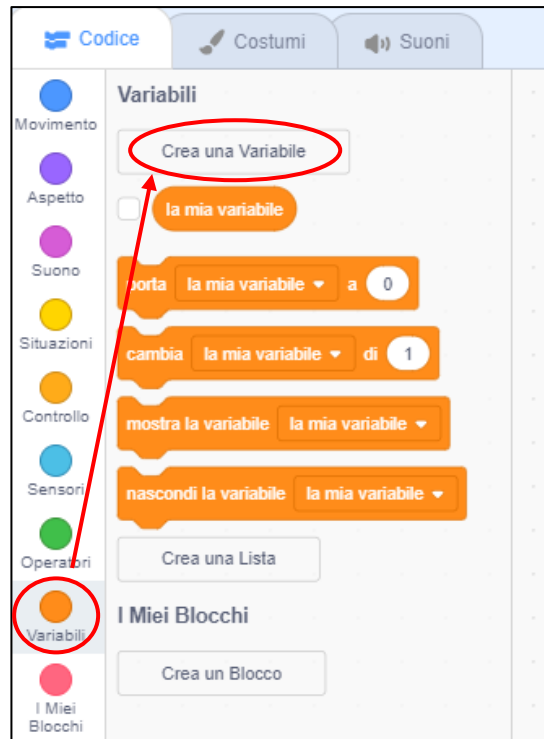 Codice
Costumi
Suoni
Movimento
Aspetto
Suono
Situazioni
Controllo
Sensori
Operatori
Variabili
I Miei
Blocchi
Variabili
Crea una Variabile
la mia variabile
porta la mia variabile a 0
cambia la mia variabile di 1
mostra la variabile la mia variabile
nascondi la variabile la mia variabile
Crea una Lista
I Miei Blocchi
Crea un Blocco